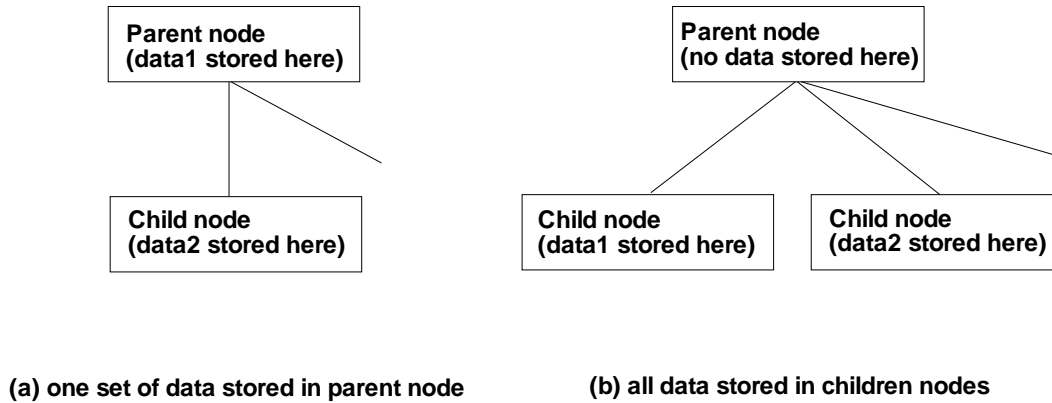 Parent node
(data1 stored here)
Child node
(data2 stored here)
(a) one set of data stored in parent node
Parent node
(no data stored here)
Child node
(data1 stored here)
Child node
(data2 stored here)
(b) all data stored in children nodes